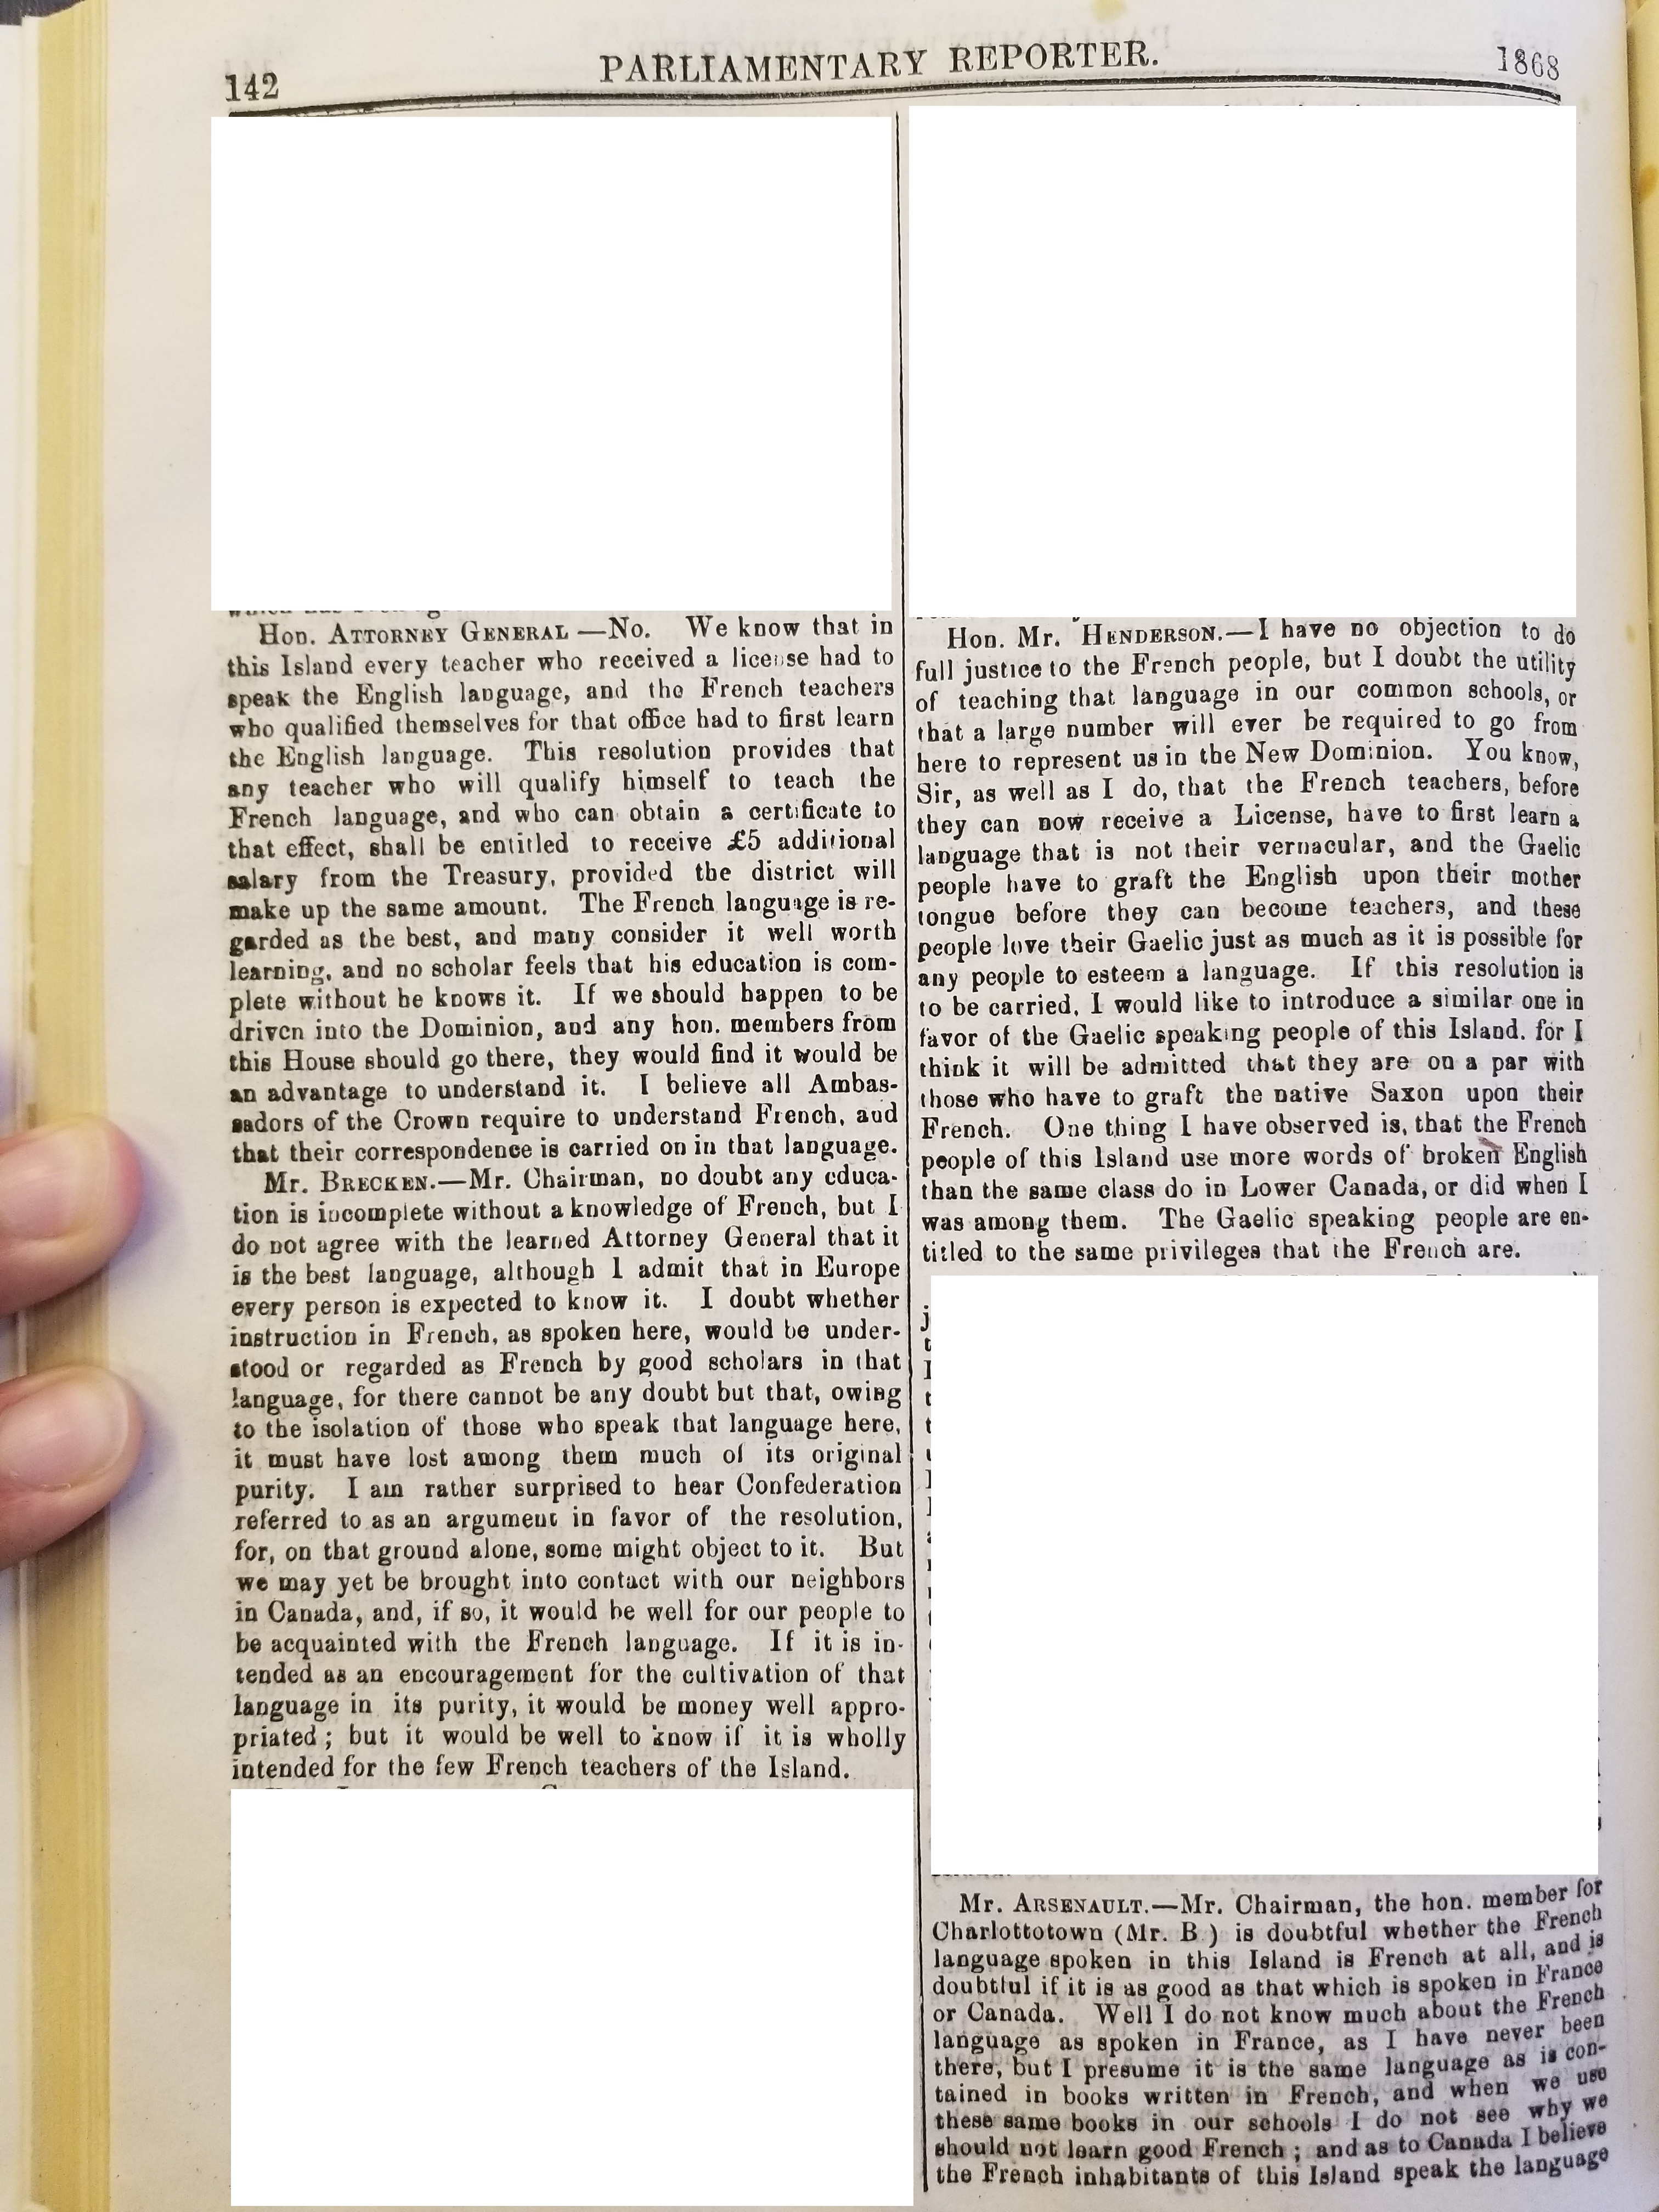 142
PARLIAMENTARY REPORTER.
1868
Hon. ATTORNEY GENERAL —No. We know that in
this Island every teacher who received a license had to
speak the English language, and the French teachers
who qualified themselves for that office had to first learn
the English language. This resolution provides that
any teacher who will qualify himself to teach the
French language, and who can obtain a certificate to
that effect, shall be entitled to receive £5 additional
salary from the Treasury, provided the district will
make up the same amount. The French language is re-
garded as the best, and many consider it well worth
learning, and no scholar feels that his education is com-
plete without he knows it. If we should happen to be
driven into the Dominion, and any hon. members from
this House should go there, they would find it would be
an advantage to understand it. I believe all Ambas-
sadors of the Crown require to understand French, and
that their correspondence is carried on in that language.
Mr. BRECKEN.—Mr. Chairman, no doubt any educa-
tion is incomplete without a knowledge of French, but I
do not agree with the learned Attorney General that it
is the best language, although I admit that in Europe
every person is expected to know it. I doubt whether
instruction in French, as spoken here, would be under-
stood or regarded as French by good scholars in that
language, for there cannot be any doubt but that, owing
to the isolation of those who speak that language here,
it must have lost among them much of its original
purity. I am rather surprised to hear Confederation
referred to as an argument in favor of the resolution,
for, on that ground alone, some might object to it. But
we may yet be brought into contact with our neighbors
in Canada, and, if so, it would be well for our people to
be acquainted with the French language. If it is in-
tended as an encouragement for the cultivation of that
language in its purity, it would be money well appro-
priated; but it would be well to know if it is wholly
intended for the few French teachers of the Island.
Hon. Mr. HENDERSON.—I have no objection to do
full justice to the French people, but I doubt the utility
of teaching that language in our common schools, or
that a large number will ever be required to go from
here to represent us in the New Dominion. You know,
Sir, as well as I do, that the French teachers, before
they can now receive a License, have to first learn a
language that is not their vernacular, and the Gaelic
people have to graft the English upon their mother
tongue before they can become teachers, and these
people love their Gaelic just as much as it is possible for
any people to esteem a language. If this resolution is
to be carried, I would like to introduce a similar one in
favor of the Gaelic speaking people of this Island. for I
think it will be admitted that they are on a par with
those who have to graft the native Saxon upon their
French. One thing I have observed is, that the French
people of this Island use more words of broken English
than the same class do in Lower Canada, or did when I
was among them. The Gaelic speaking people are en-
titled to the same privileges that the French are.
Mr. ARSENAULT.—Mr. Chairman, the hon. member for
Charlottotown (Mr. B ) is doubtful whether the French
language spoken in this Island is French at all, and is
doubtful if it is as good as that which is spoken in France
or Canada. Well I do not know much about the French
language as spoken in France, as I have never been
there, but I presume it is the same language as is con-
tained in books written in French, and when we use
these same books in our schools I do not see why we
should not learn good French; and as to Canada I believe
the French inhabitants of this Island speak the language